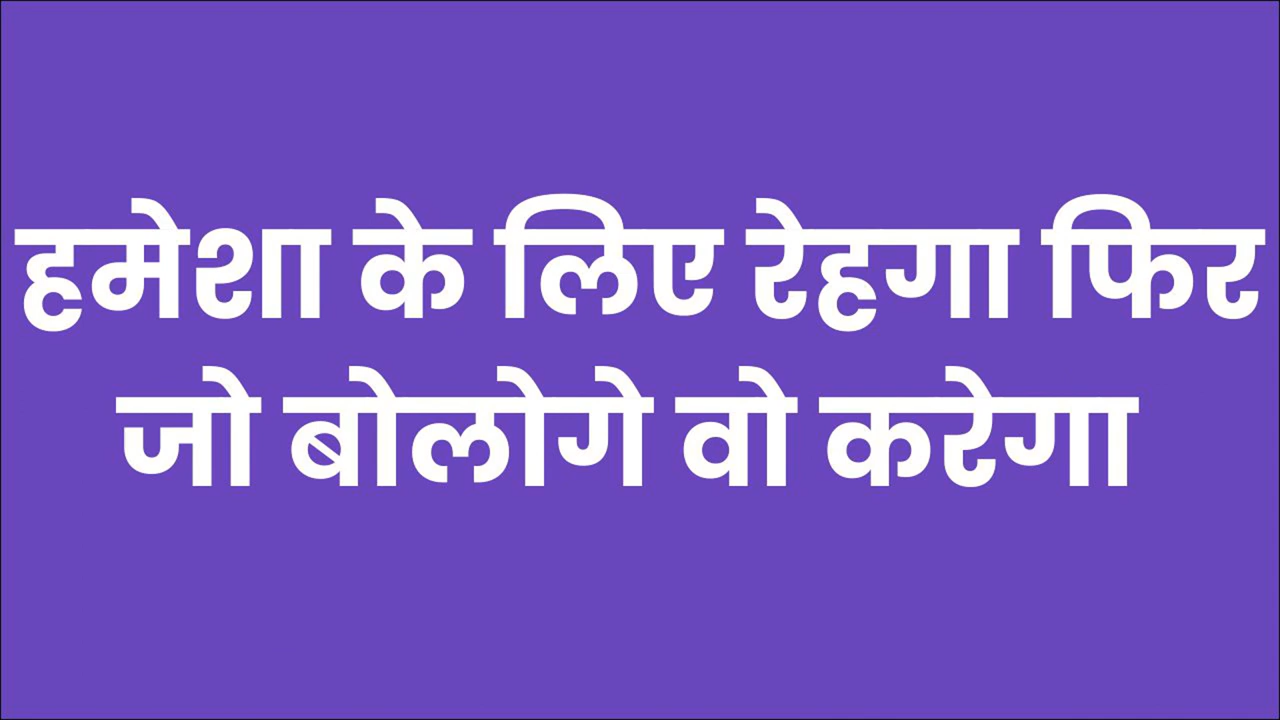 हमेशा के लिए रेहगा फिर
जो बोलोगे वो करेगा